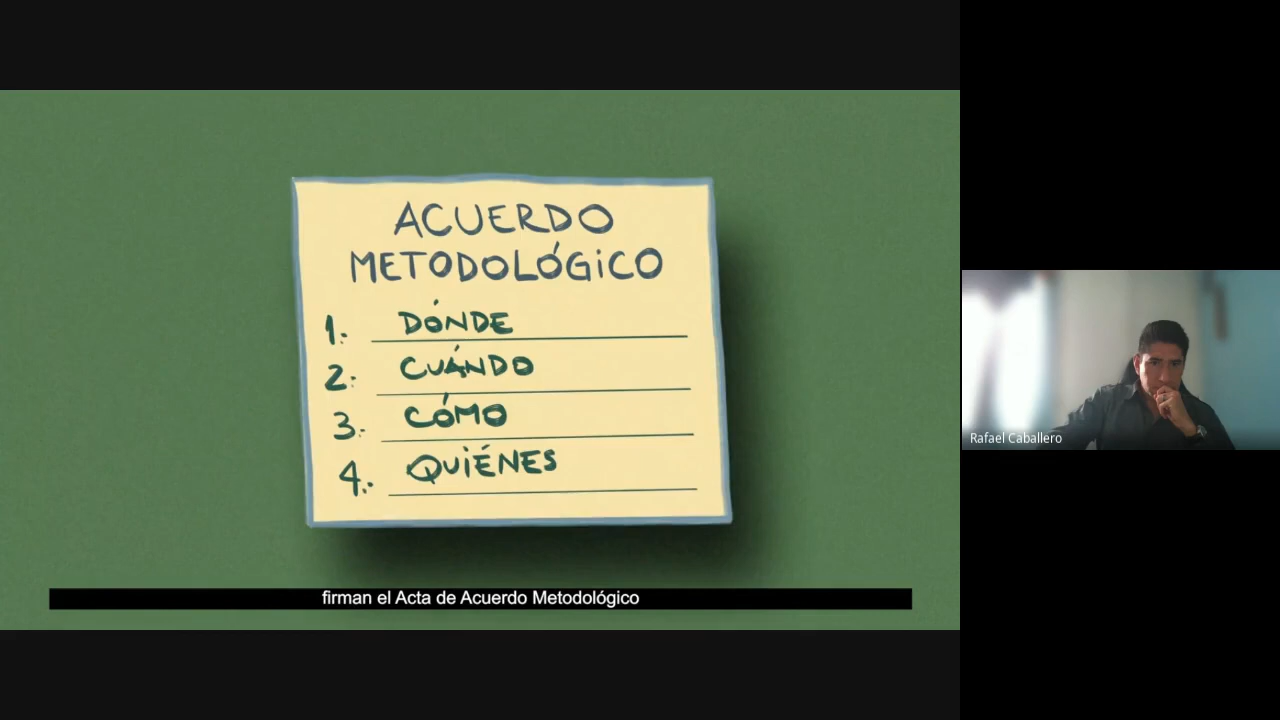 ACUERDO
METODOLÓGiCO
1. DÓNDE
2. CUÁNDO
3. CÓMO
4. QUiÉNES
firman el Acta de Acuerdo Metodológico
Rafael Caballero